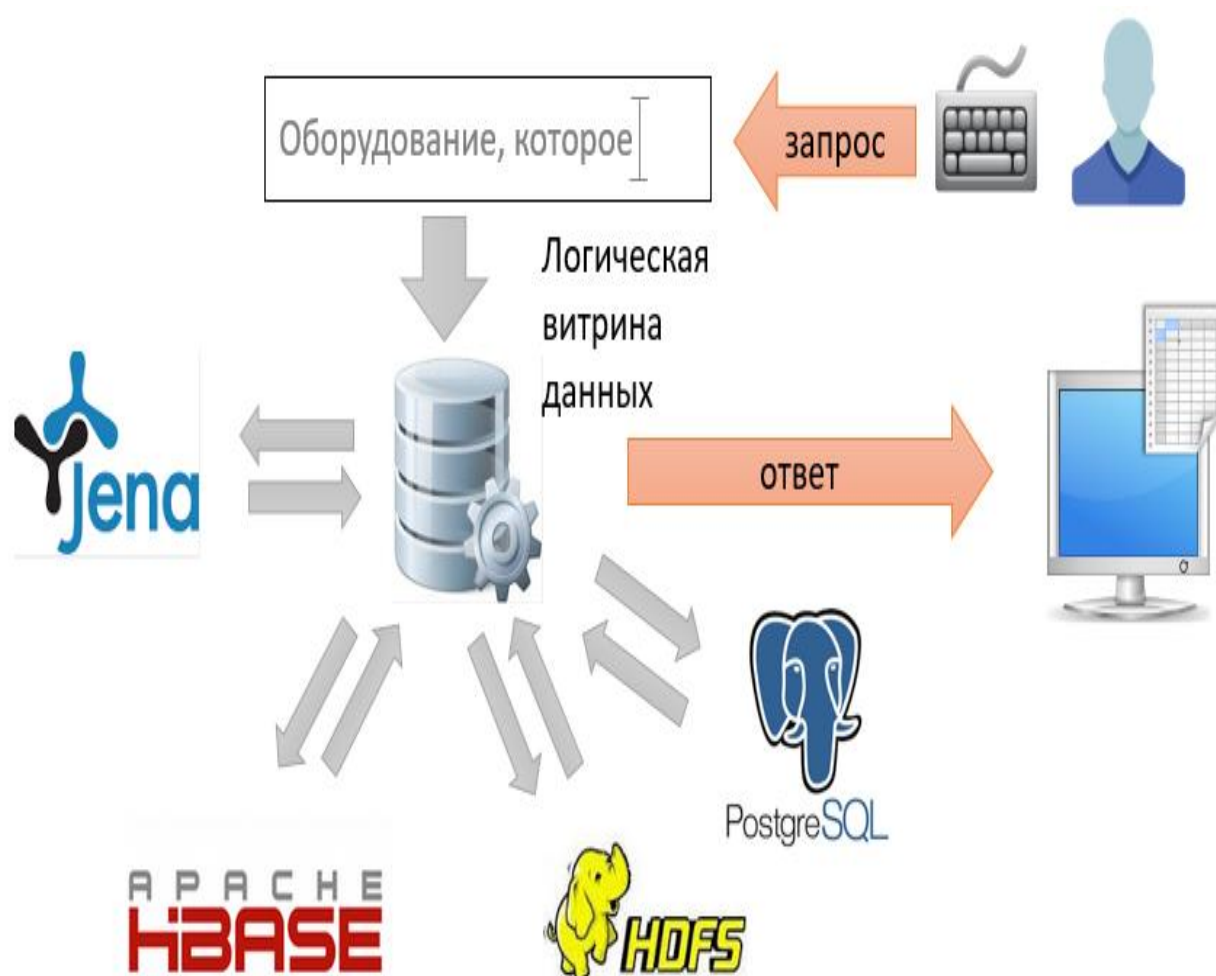 Оборудование, которое
запрос
Логическая
витрина
данных
Jena
ответ
PostgreSQL
APACHE
HBASE
HDFS